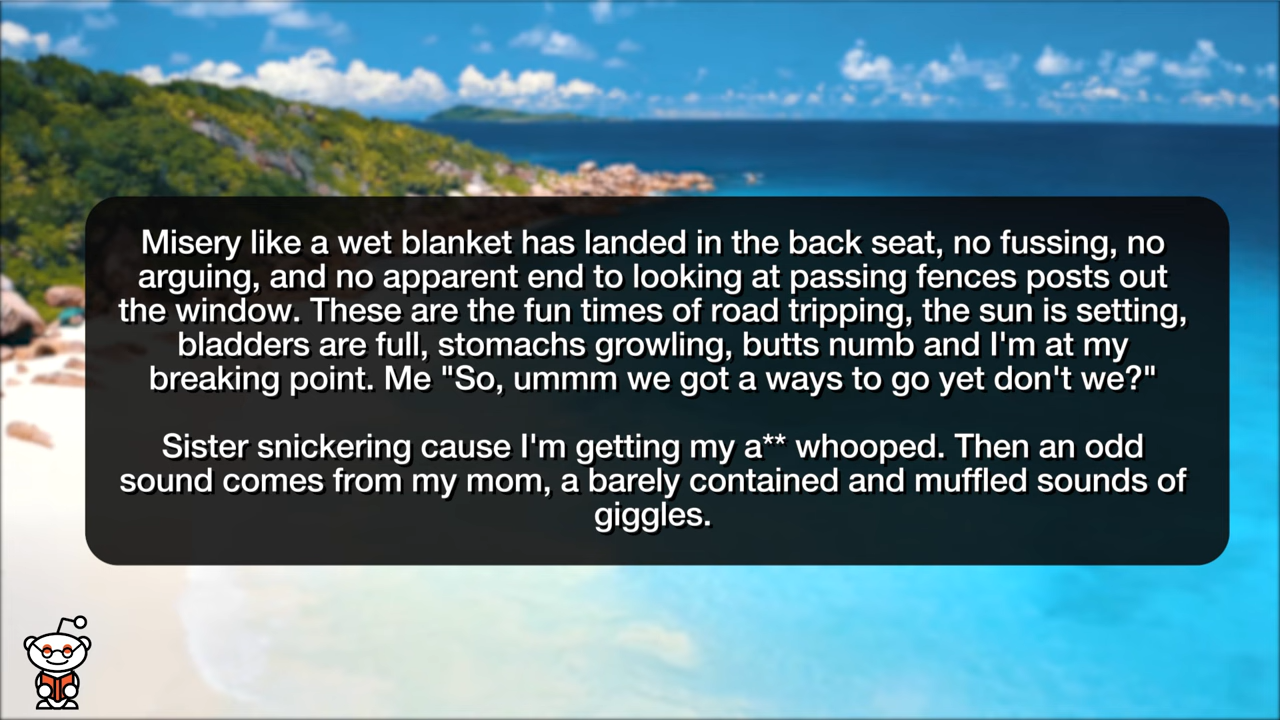 Misery like a wet blanket has landed in the back seat, no fussing, no
arguing, and no apparent end to looking at passing fences posts out
the window. These are the fun times of road tripping, the sun is setting,
bladders are full, stomachs growling, butts numb and I'm at my
breaking point. Me "So, ummm we got a ways to go yet don't we?"
Sister snickering cause I'm getting my a** whooped. Then an odd
sound comes from my mom, a barely contained and muffled sounds of
giggles.